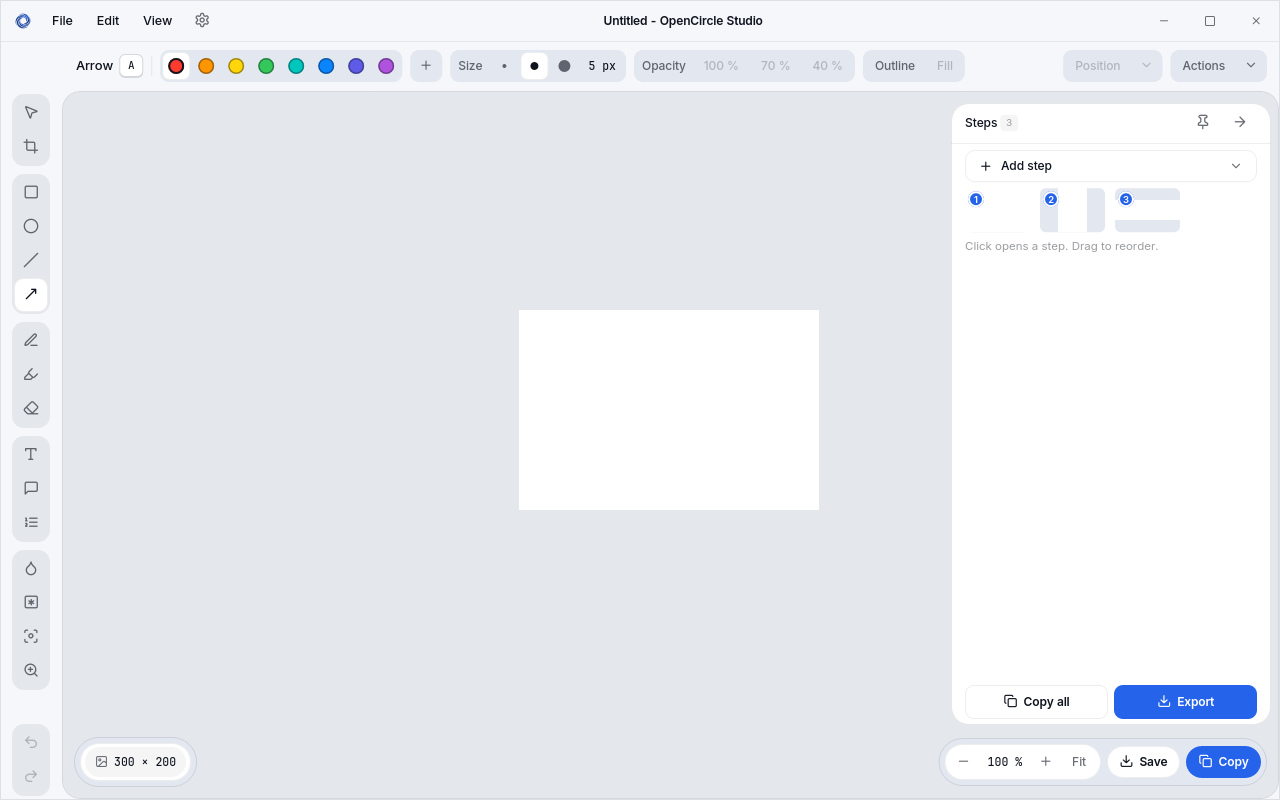 File Edit View Untitled - OpenCircle Studio
Arrow A Size 5 px Opacity 100 % 70 % 40 % Outline Fill Position Actions
Steps 3
Add step
1 2 3
Click opens a step. Drag to reorder.
Copy all Export
300 × 200 100 % Fit Save Copy